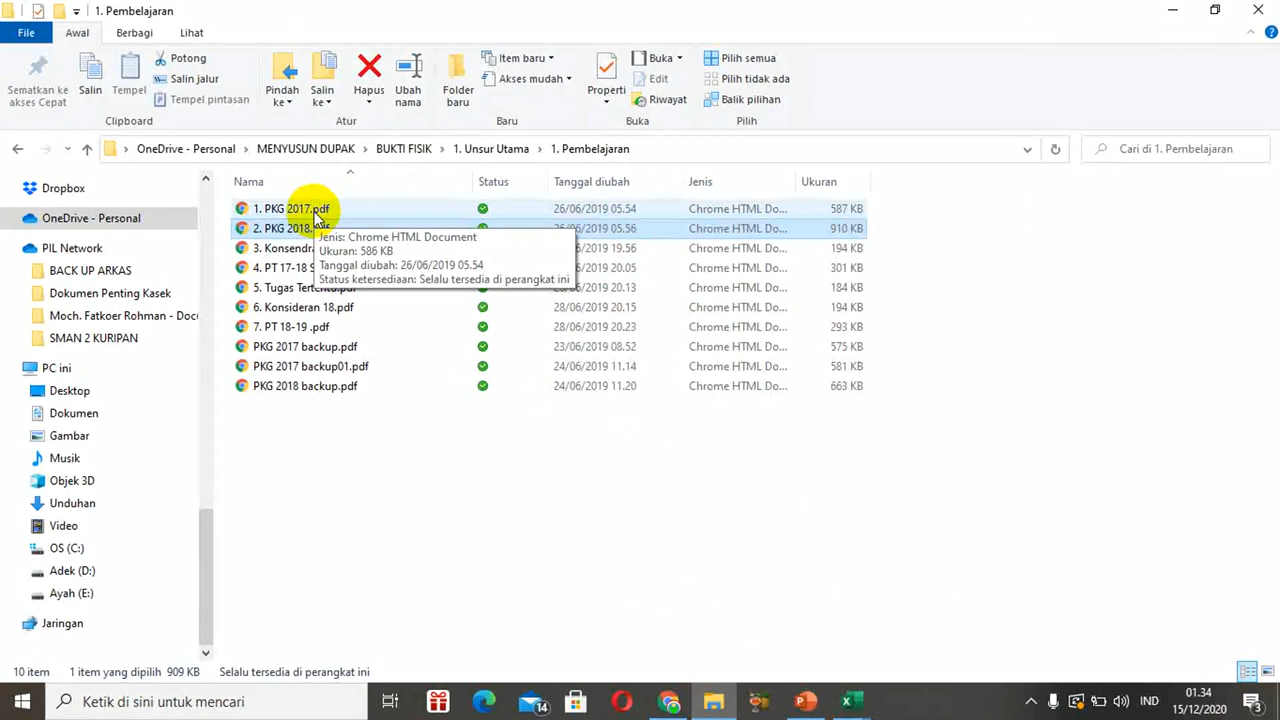 1. Pembelajaran
File Awal Berbagi Lihat
Sematkan ke akses Cepat
Salin
Tempel
Potong
Salin jalur
Tempel pintasan
Pindah ke
Salin ke
Hapus
Ubah nama
Folder baru
Item baru
Akses mudah
Properti
Buka
Edit
Riwayat
Pilih semua
Pilih tidak ada
Balik pilihan
Clipboard Atur Baru Buka Pilih
OneDrive - Personal MENYUSUN DUPAK BUKTI FISIK 1. Unsur Utama 1. Pembelajaran
Cari di 1. Pembelajaran
Dropbox
OneDrive - Personal
PIL Network
BACK UP ARKAS
Dokumen Penting Kasek
Moch. Fatkoer Rohman - Docu
SMAN 2 KURIPAN
PC ini
Desktop
Dokumen
Gambar
Musik
Objek 3D
Unduhan
Video
OS (C:)
Adek (D:)
Ayah (E:)
Jaringan
Nama Status Tanggal diubah Jenis Ukuran
1. PKG 2017.pdf 26/06/2019 05.54 Chrome HTML Do... 587 KB
2. PKG 2018. 05.56 Chrome HTML Do... 910 KB
3. Konsendra 19.56 Chrome HTML Do... 194 KB
4. PT 17-18 S 20.05 Chrome HTML Do... 301 KB
5. Tugas 28/06/2019 20.13 Chrome HTML Do... 184 KB
6. Konsideran 18.pdf 28/06/2019 20.15 Chrome HTML Do... 194 KB
7. PT 18-19 .pdf 28/06/2019 20.23 Chrome HTML Do... 293 KB
PKG 2017 backup.pdf 23/06/2019 08.52 Chrome HTML Do... 575 KB
PKG 2017 backup01.pdf 24/06/2019 11.14 Chrome HTML Do... 581 KB
PKG 2018 backup.pdf 24/06/2019 11.20 Chrome HTML Do... 663 KB
Jenis: Chrome HTML Document
Ukuran: 586 KB
Tanggal diubah: 26/06/2019 05.54
Status ketersediaan: Selalu tersedia di perangkat ini
10 item 1 item yang dipilih 909 KB Selalu tersedia di perangkat ini
Ketik di sini untuk mencari
14
IND
01.34
15/12/2020
3